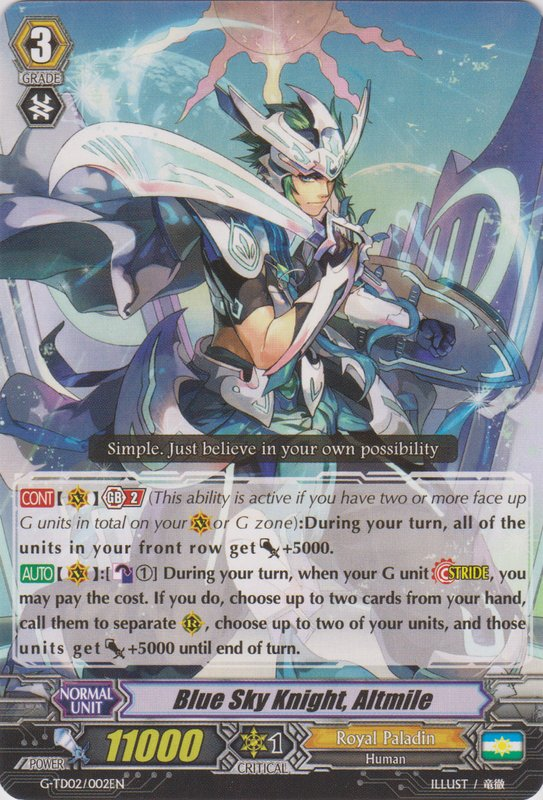 3
GRADE
Simple. Just believe in your own possibility
CONT【 】GB 2 (This ability is active if you have two or more face up
G units in total on your V or G zone):During your turn, all of the
units in your front row get +5000.
AUTO【 】:[ ①] During your turn, when your G unit STRIDE, you
may pay the cost. If you do, choose up to two cards from your hand,
call them to separate R, choose up to two of your units, and those
units get +5000 until end of turn.
NORMAL
UNIT
Blue Sky Knight, Altmile
POWER
11000
1
CRITICAL
Royal Paladin
Human
G-TD02/002EN
ILLUST / 竜徹